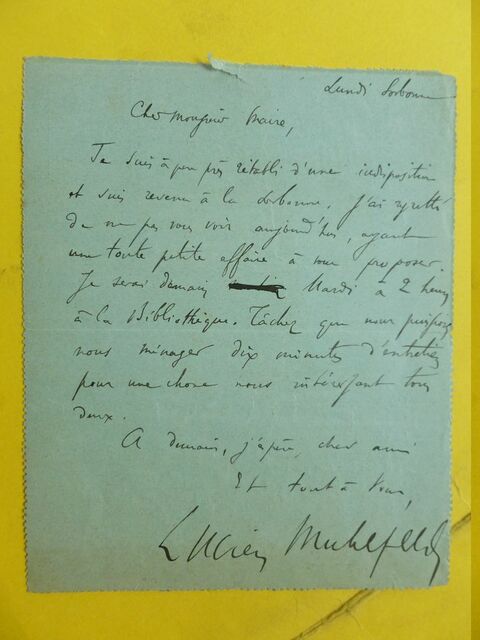 Lundi Sorbonne
Cher Monsieur Maire,
Je suis à peu près rétabli d'une indisposition
et suis revenu à la Sorbonne. J'ai regretté
de ne pas vous voir aujourd'hui, ayant
une toute petite affaire à vous proposer.
Je serai demain Mardi à 2 heures
à la Bibliothèque. Tâchez que nous puissions
nous ménager dix minutes d'entretien
pour une chose nous intéressant tous
deux.
A demain, j'espère, cher ami
Et tout à vous,
Lucien Muhlfeld